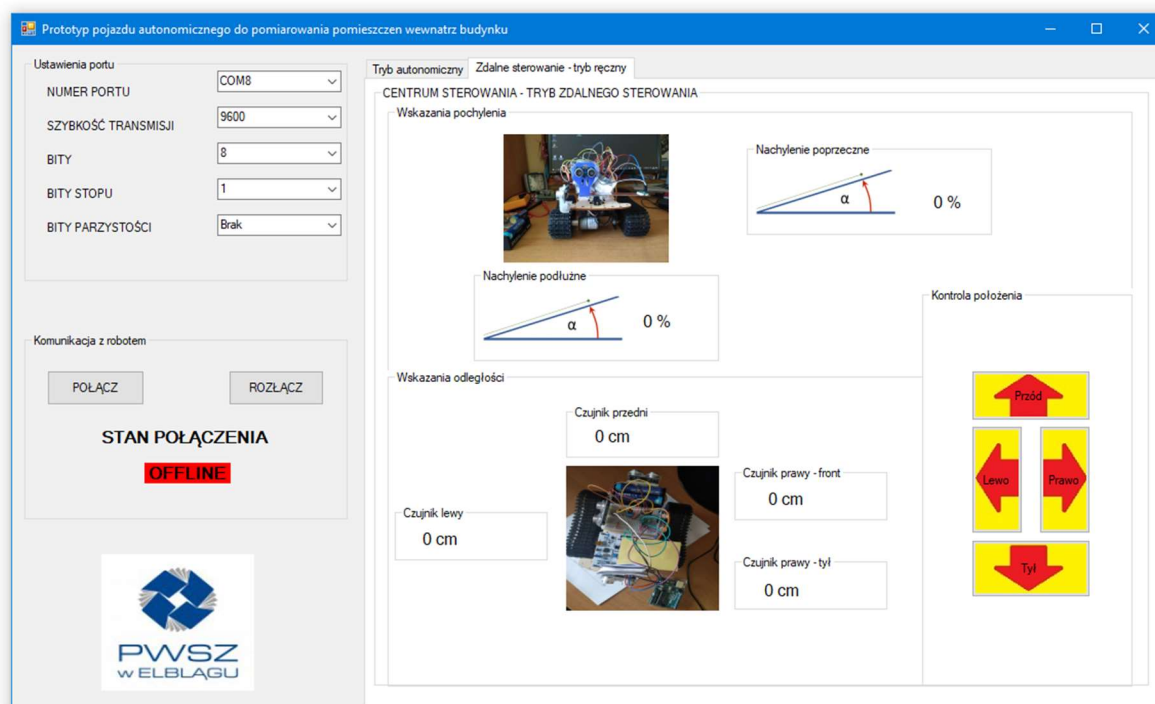 Prototyp pojazdu autonomicznego do pomiarowania pomieszczen wewnatrz budynku
Ustawienia portu
NUMER PORTU
COM8
SZYBKOŚĆ TRANSMISJI
9600
BITY
8
BITY STOPU
1
BITY PARZYSTOŚCI
Brak
Komunikacja z robotem
POŁĄCZ
ROZŁĄCZ
STAN POŁĄCZENIA
OFFLINE
PWSZ
W ELBLĄGU
Tryb autonomiczny
Zdalne sterowanie - tryb ręczny
CENTRUM STEROWANIA - TRYB ZDALNEGO STEROWANIA
Wskazania pochylenia
Nachylenie poprzeczne
α
0 %
Nachylenie podłużne
α
0 %
Wskazania odległości
Czujnik przedni
0 cm
Czujnik lewy
0 cm
Czujnik prawy - front
0 cm
Czujnik prawy - tył
0 cm
Kontrola położenia
Przód
Lewo
Prawo
Tył